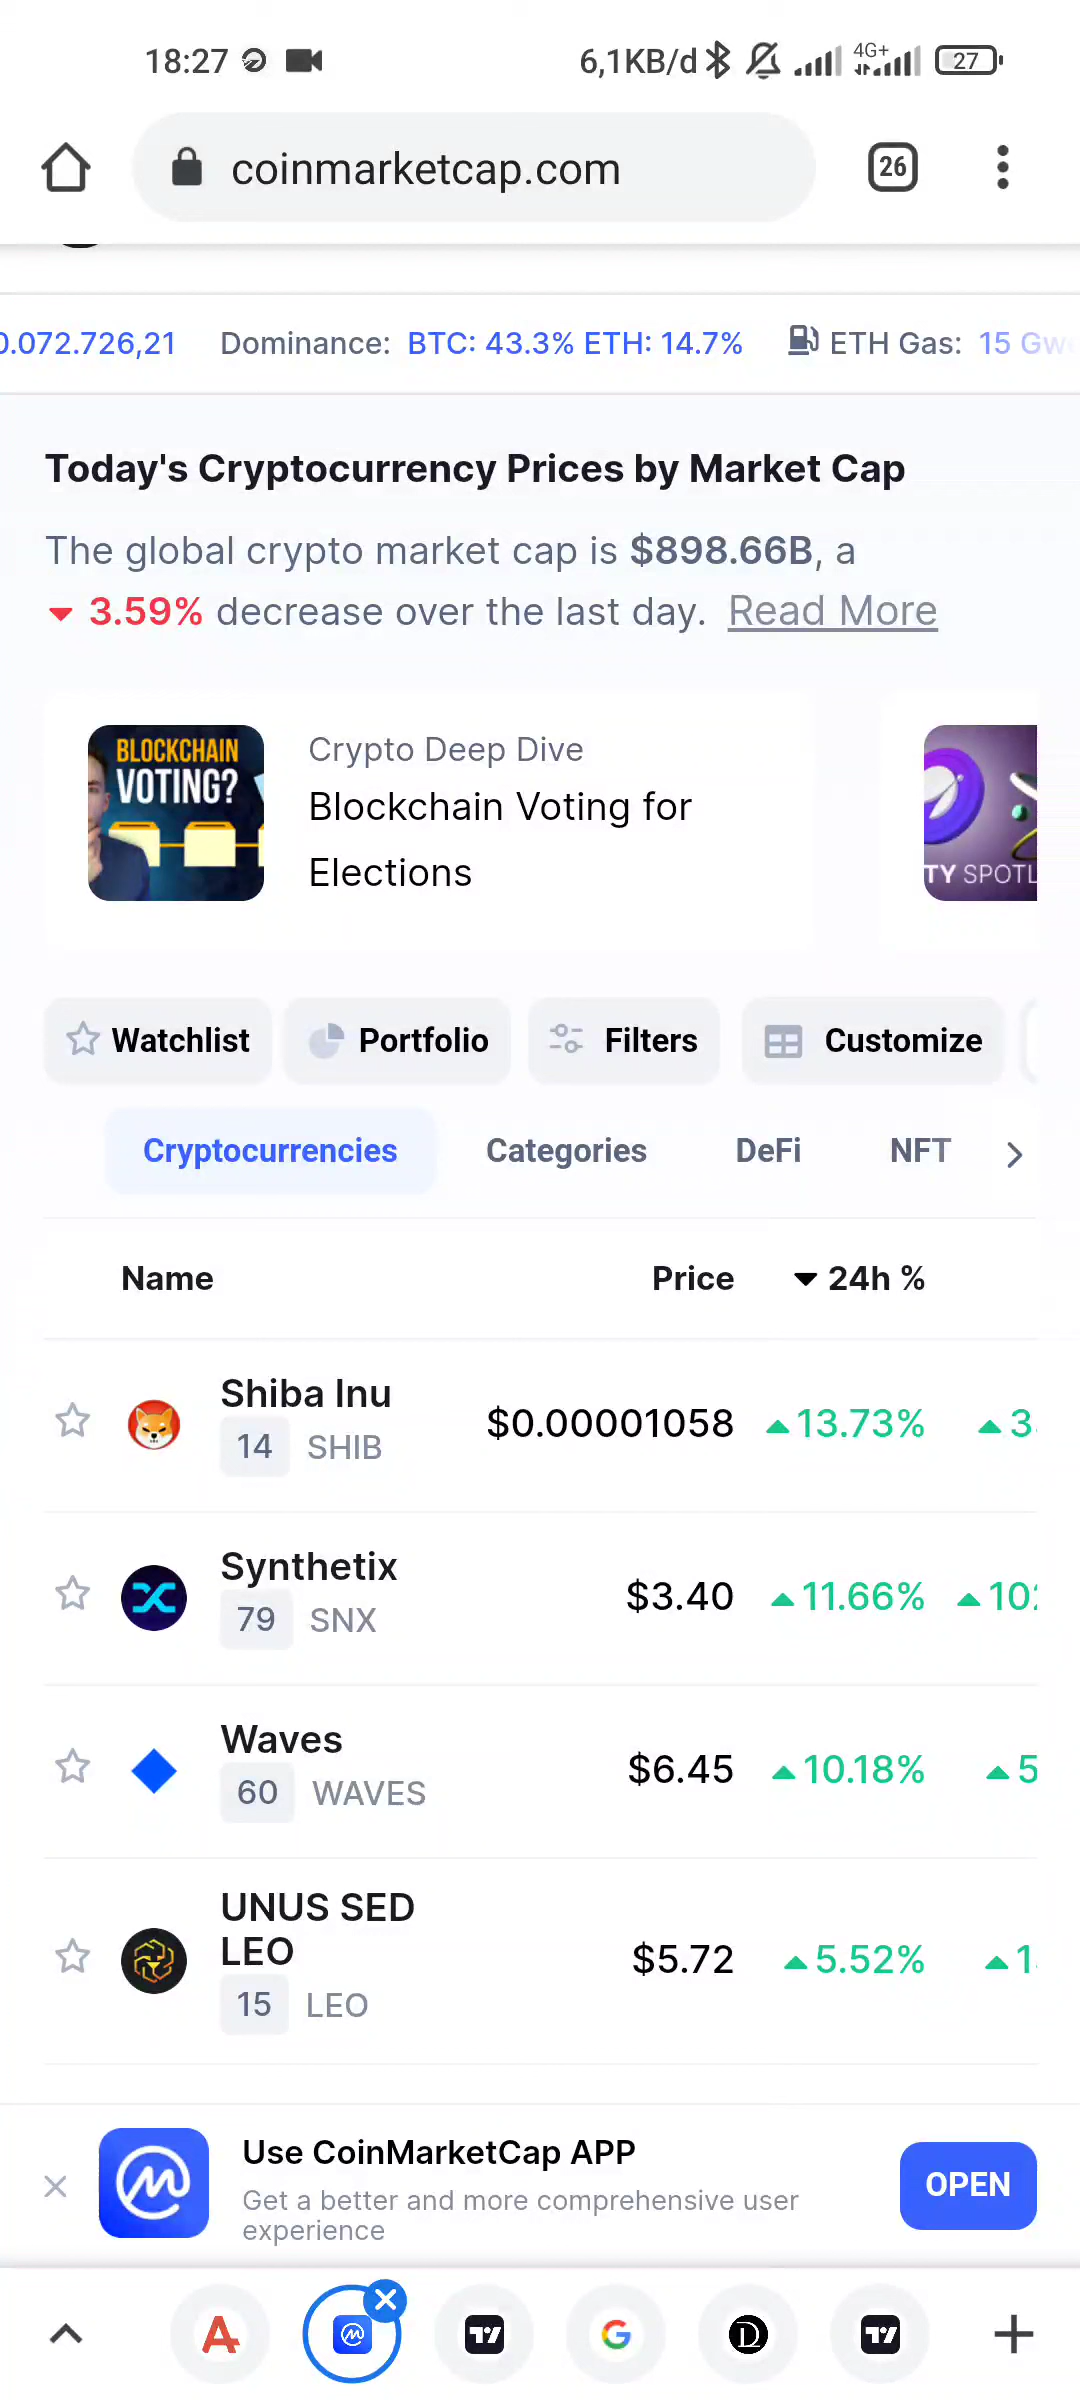 18:27 6,1KB/d 4G+ 27
coinmarketcap.com 26
0.072.726,21 Dominance: BTC: 43.3% ETH: 14.7% ETH Gas: 15 Gw
Today's Cryptocurrency Prices by Market Cap
The global crypto market cap is $898.66B, a
3.59% decrease over the last day. Read More
BLOCKCHAIN
VOTING?
Crypto Deep Dive
Blockchain Voting for
Elections
TY SPOTL
Watchlist Portfolio Filters Customize
Cryptocurrencies Categories DeFi NFT
Name Price 24h %
Shiba Inu
14 SHIB
$0.00001058 13.73% 3
Synthetix
79 SNX
$3.40 11.66% 10
Waves
60 WAVES
$6.45 10.18% 5
UNUS SED
LEO
15 LEO
$5.72 5.52% 1
Use CoinMarketCap APP
Get a better and more comprehensive user
experience
OPEN